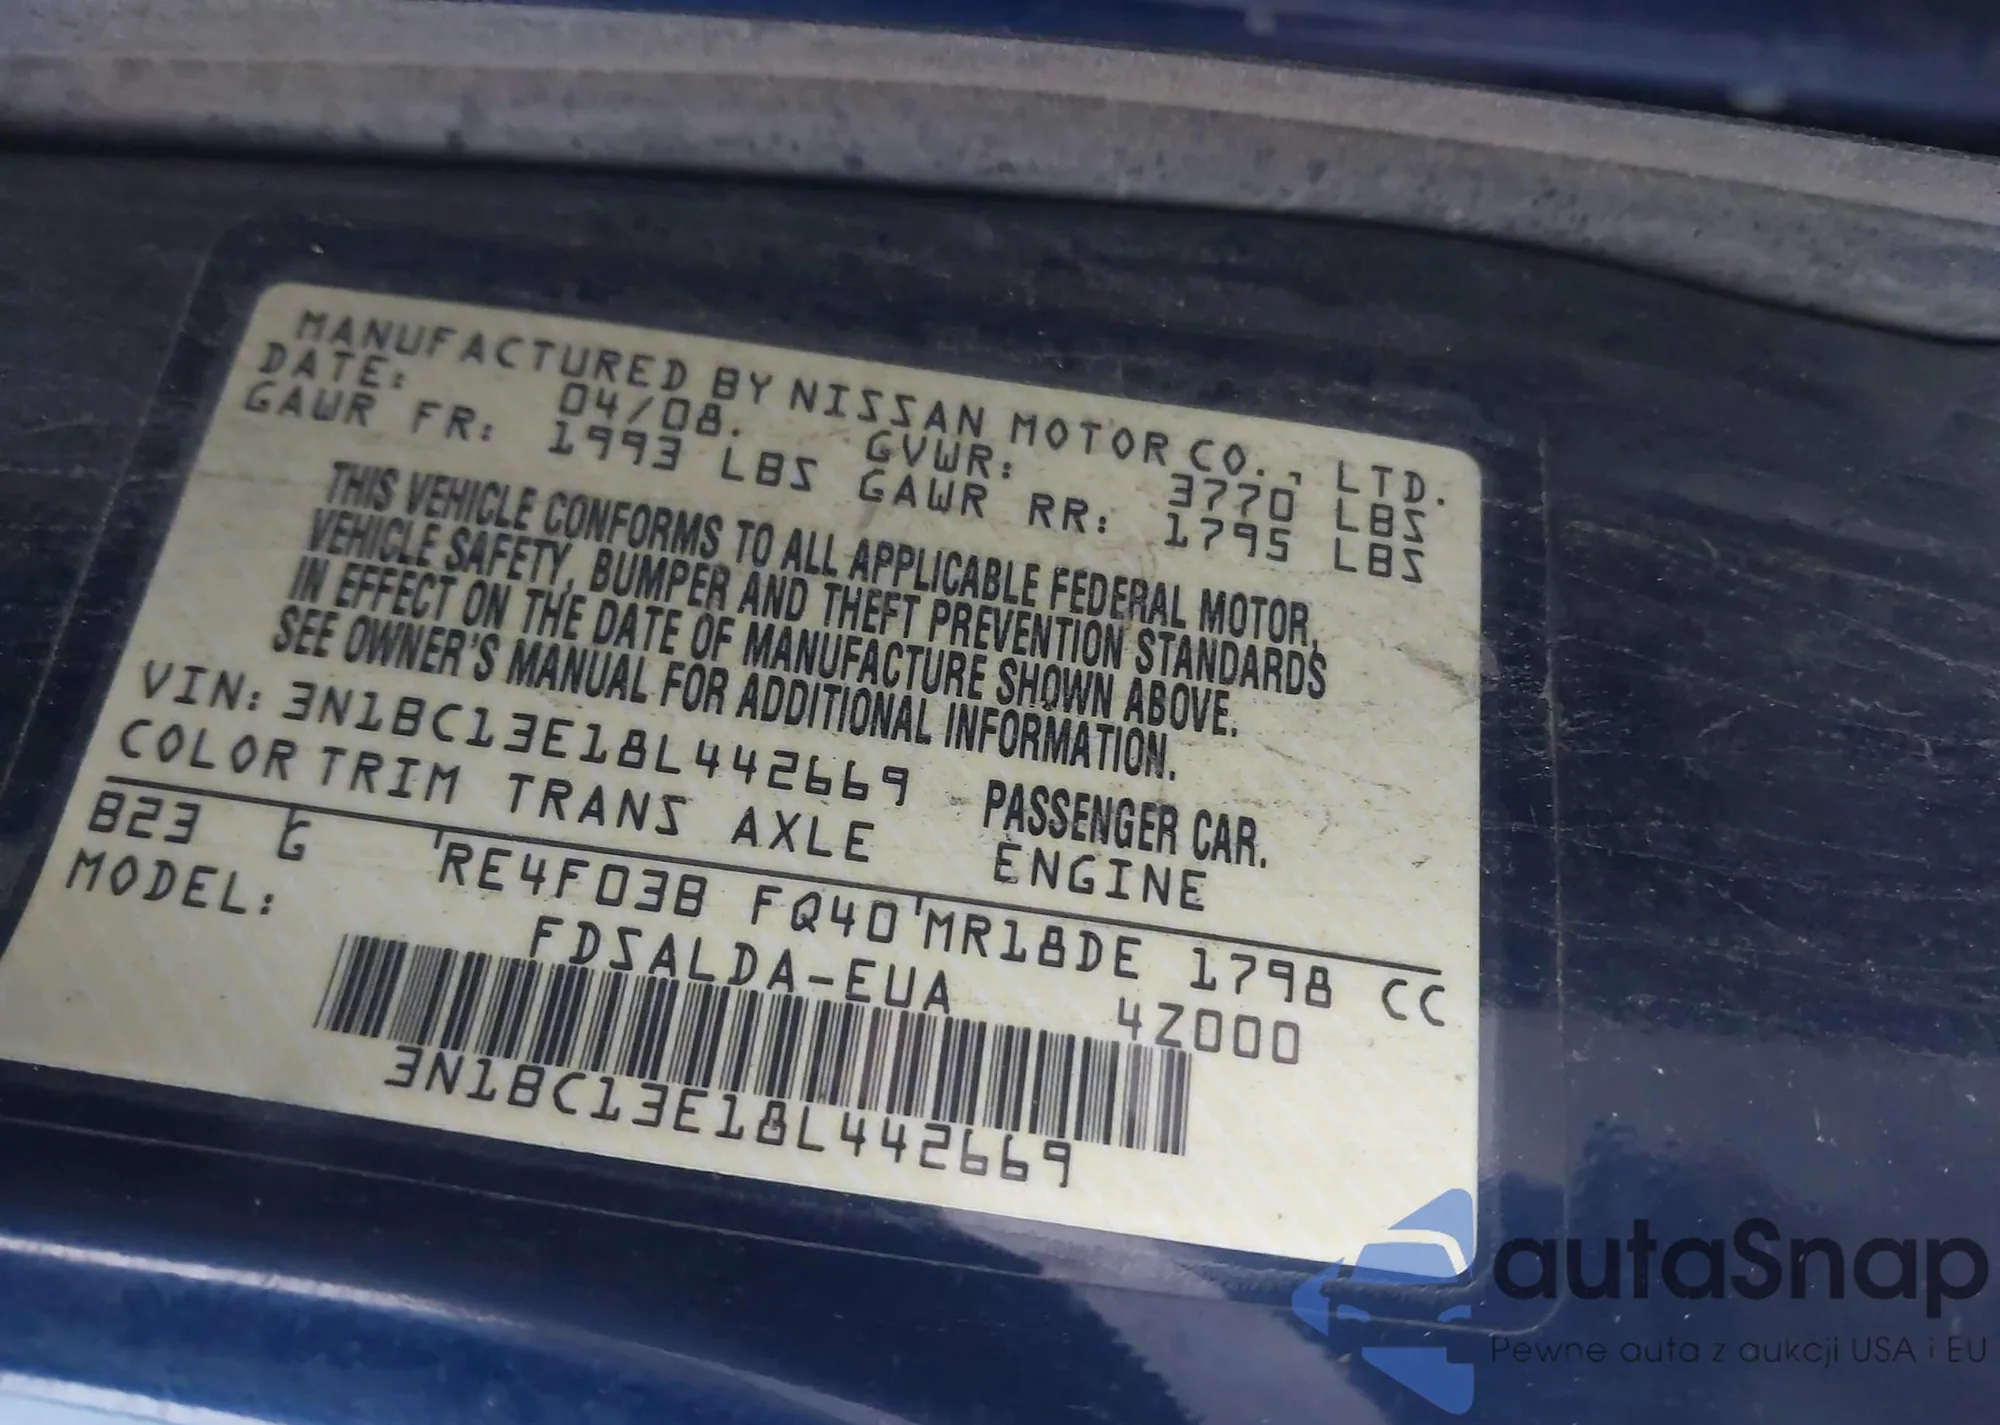 MANUFACTURED BY NISSAN MOTOR CO., LTD.
DATE: 04/08. GVWR: 3770 LBS
GAWR FR: 1993 LBS GAWR RR: 1795 LBS
THIS VEHICLE CONFORMS TO ALL APPLICABLE FEDERAL MOTOR,
VEHICLE SAFETY, BUMPER AND THEFT PREVENTION STANDARDS
IN EFFECT ON THE DATE OF MANUFACTURE SHOWN ABOVE.
SEE OWNER'S MANUAL FOR ADDITIONAL INFORMATION.
VIN: 3N1BC13E18L442669 PASSENGER CAR.
COLOR TRIM TRANS AXLE ENGINE
B23 G RE4F03B FQ40 MR18DE 1798 CC
MODEL: FDSALDA-EUA 4Z000
3N1BC13E18L442669
autaSnap
Pewne auta z aukcji USA i EU